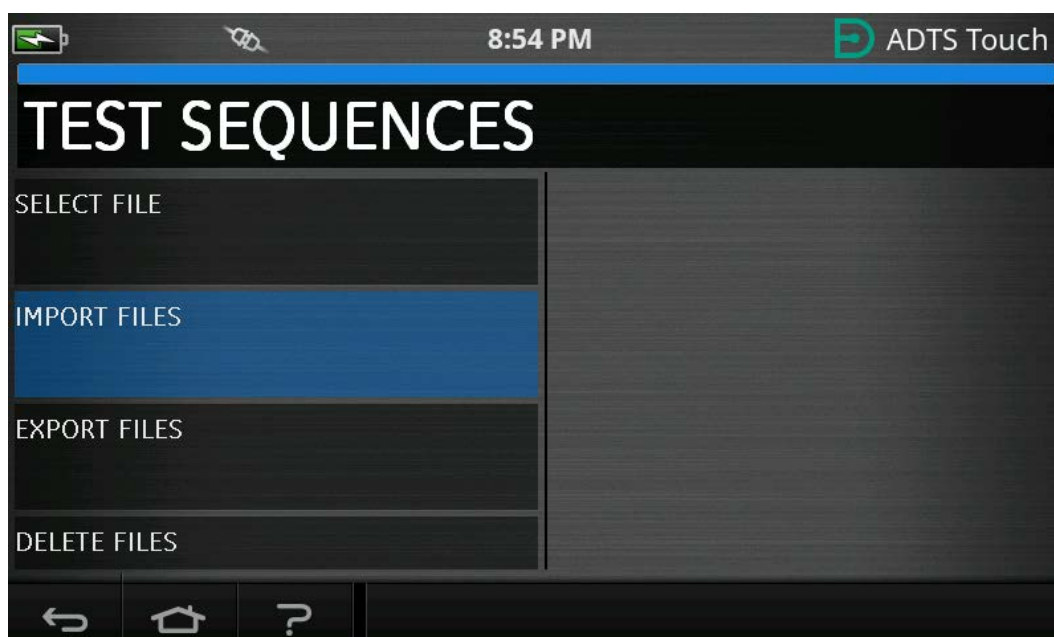 8:54 PM
ADTS Touch
TEST SEQUENCES
SELECT FILE
IMPORT FILES
EXPORT FILES
DELETE FILES
?